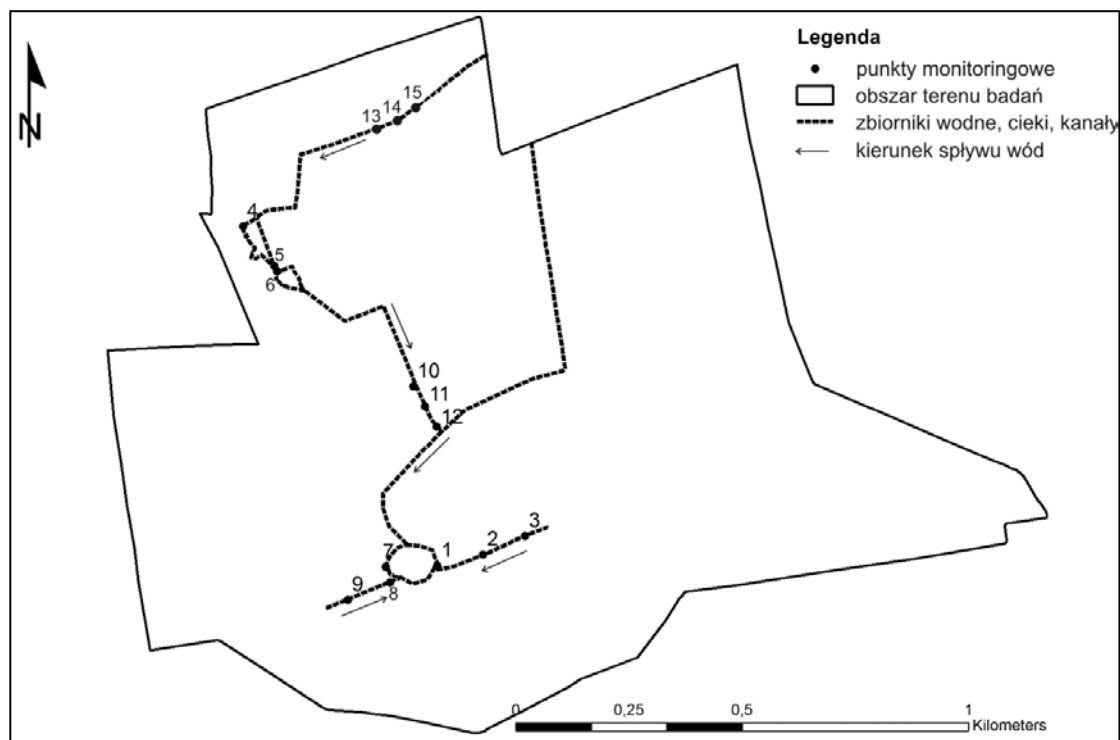 Legenda
punkty monitoringowe
obszar terenu badań
zbiorniki wodne, cieki, kanały
kierunek spływu wód
N
15
14
13
4
5
6
10
11
12
3
2
1
7
8
9
0
0,25
0,5
1
Kilometers